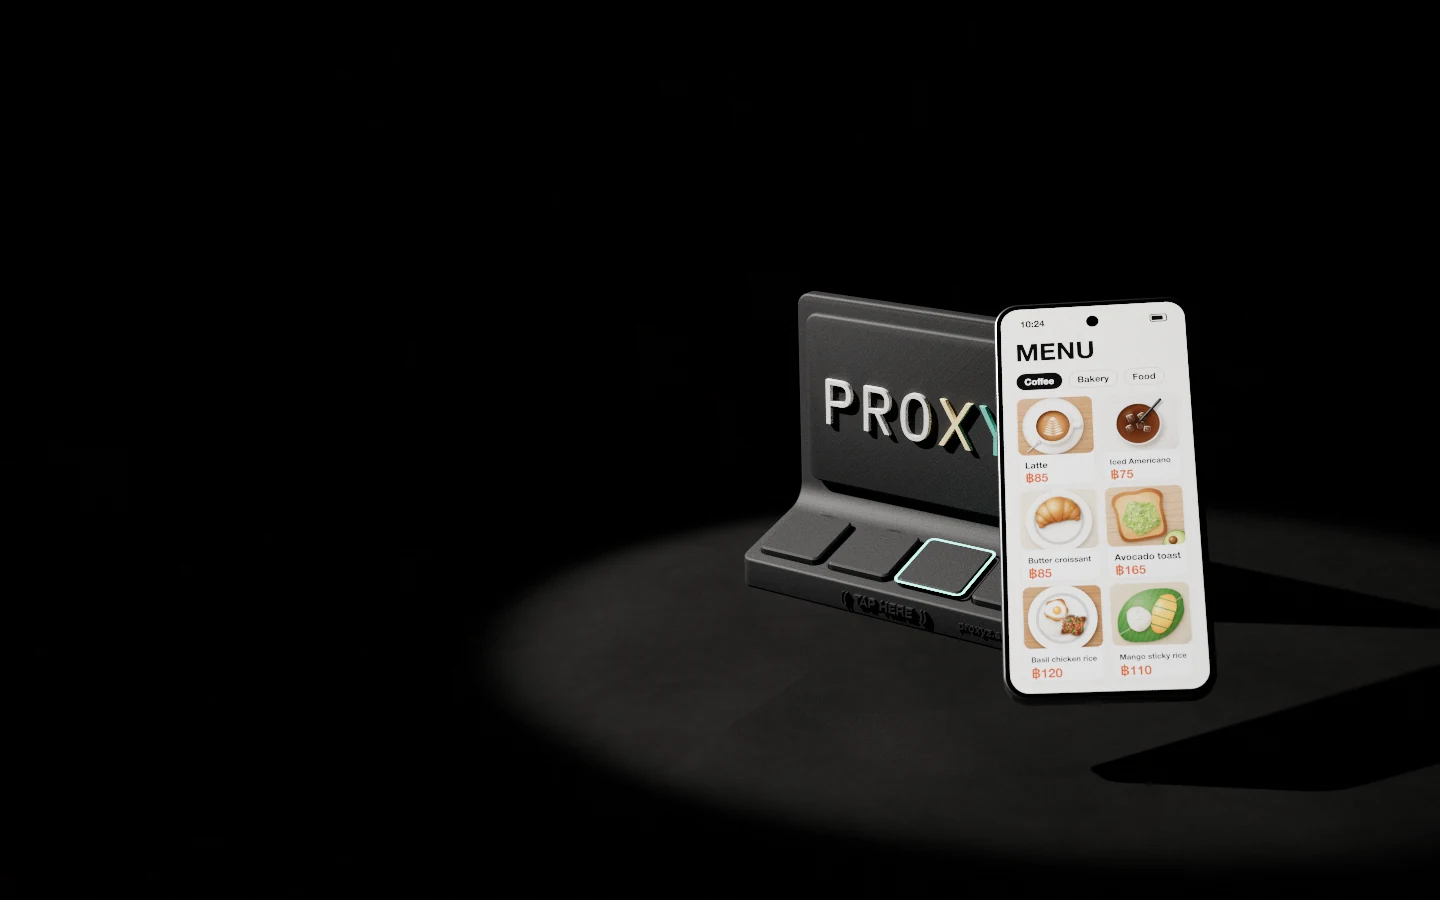 PROXY
TAP HERE
10:24
MENU
Coffee
Bakery
Food
Latte
฿85
Iced Americano
฿75
Butter croissant
฿85
Avocado toast
฿165
Basil chicken rice
฿120
Mango sticky rice
฿110